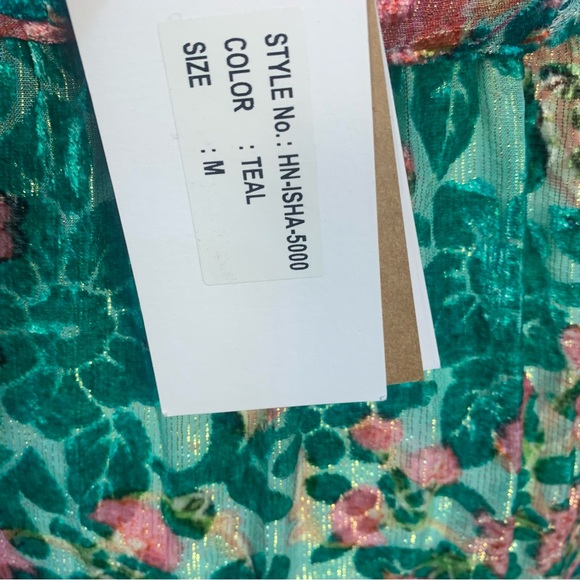 STYLE No.: HN-ISHA-5000
COLOR : TEAL
SIZE : M